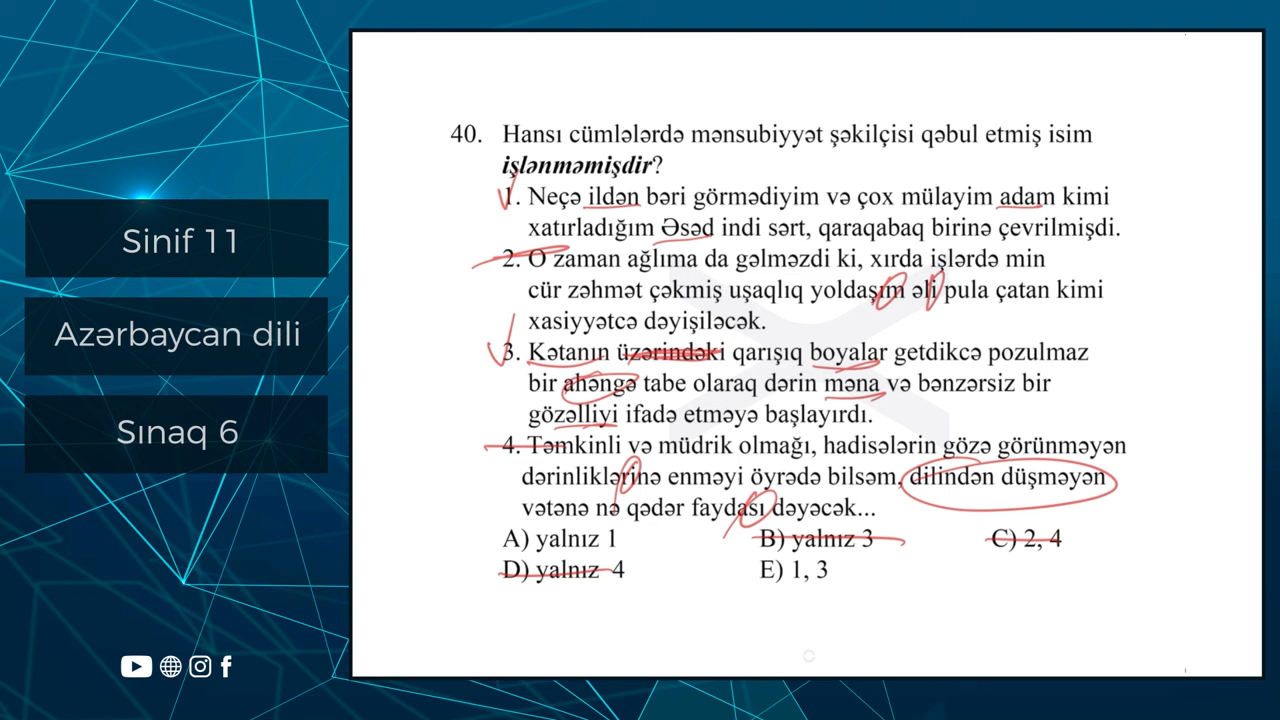 Sinif 11
Azərbaycan dili
Sınaq 6
40. Hansı cümlələrdə mənsubiyyət şəkilçisi qəbul etmiş isim
işlənməmişdir?
1. Neçə ildən bəri görmədiyim və çox mülayim adam kimi
xatırladığım Əsəd indi sərt, qaraqabaq birinə çevrilmişdi.
2. O zaman ağlıma da gəlməzdi ki, xırda işlərdə min
cür zəhmət çəkmiş uşaqlıq yoldaşım əli pula çatan kimi
xasiyyətcə dəyişiləcək.
3. Kətanın üzərindəki qarışıq boyalar getdikcə pozulmaz
bir ahəngə tabe olaraq dərin məna və bənzərsiz bir
gözəlliyi ifadə etməyə başlayırdı.
4. Təmkinli və müdrik olmağı, hadisələrin gözə görünməyən
dərinliklərinə enməyi öyrədə bilsəm, dilindən düşməyən
vətənə nə qədər faydası dəyəcək...
A) yalnız 1 B) yalnız 3 C) 2, 4
D) yalnız 4 E) 1, 3